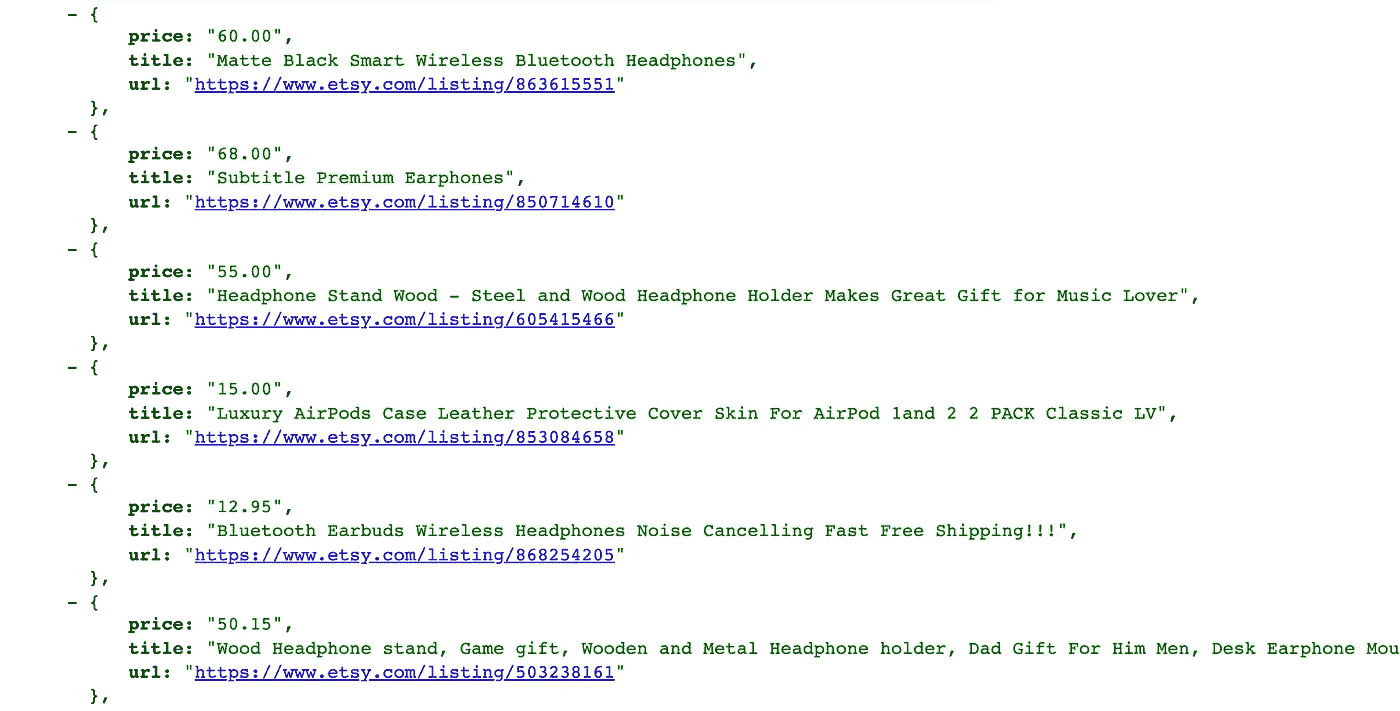 - {
price: "60.00",
title: "Matte Black Smart Wireless Bluetooth Headphones",
url: "https://www.etsy.com/listing/863615551"
},
- {
price: "68.00",
title: "Subtitle Premium Earphones",
url: "https://www.etsy.com/listing/850714610"
},
- {
price: "55.00",
title: "Headphone Stand Wood - Steel and Wood Headphone Holder Makes Great Gift for Music Lover",
url: "https://www.etsy.com/listing/605415466"
},
- {
price: "15.00",
title: "Luxury AirPods Case Leather Protective Cover Skin For AirPod 1and 2 2 PACK Classic LV",
url: "https://www.etsy.com/listing/853084658"
},
- {
price: "12.95",
title: "Bluetooth Earbuds Wireless Headphones Noise Cancelling Fast Free Shipping!!!",
url: "https://www.etsy.com/listing/868254205"
},
- {
price: "50.15",
title: "Wood Headphone stand, Game gift, Wooden and Metal Headphone holder, Dad Gift For Him Men, Desk Earphone Mou
url: "https://www.etsy.com/listing/503238161"
},